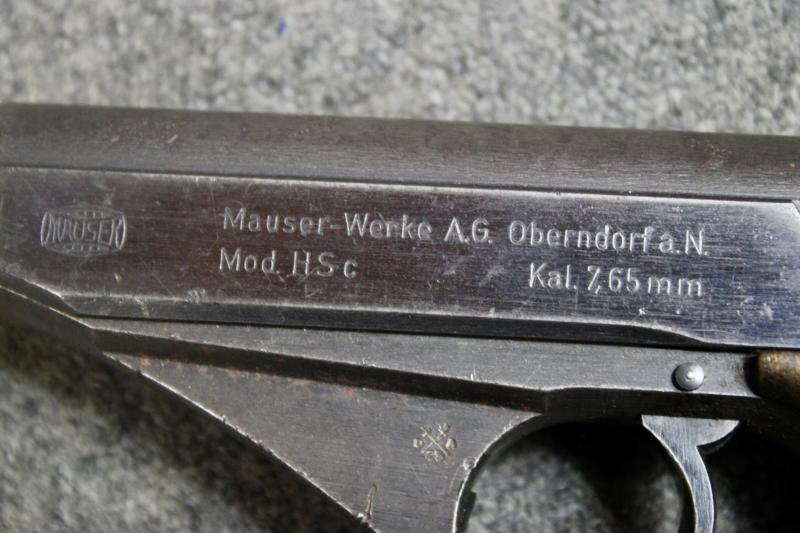 MAUSER
Mauser-Werke A.G. Oberndorf a.N.
Mod. HSc
Kal. 7,65mm